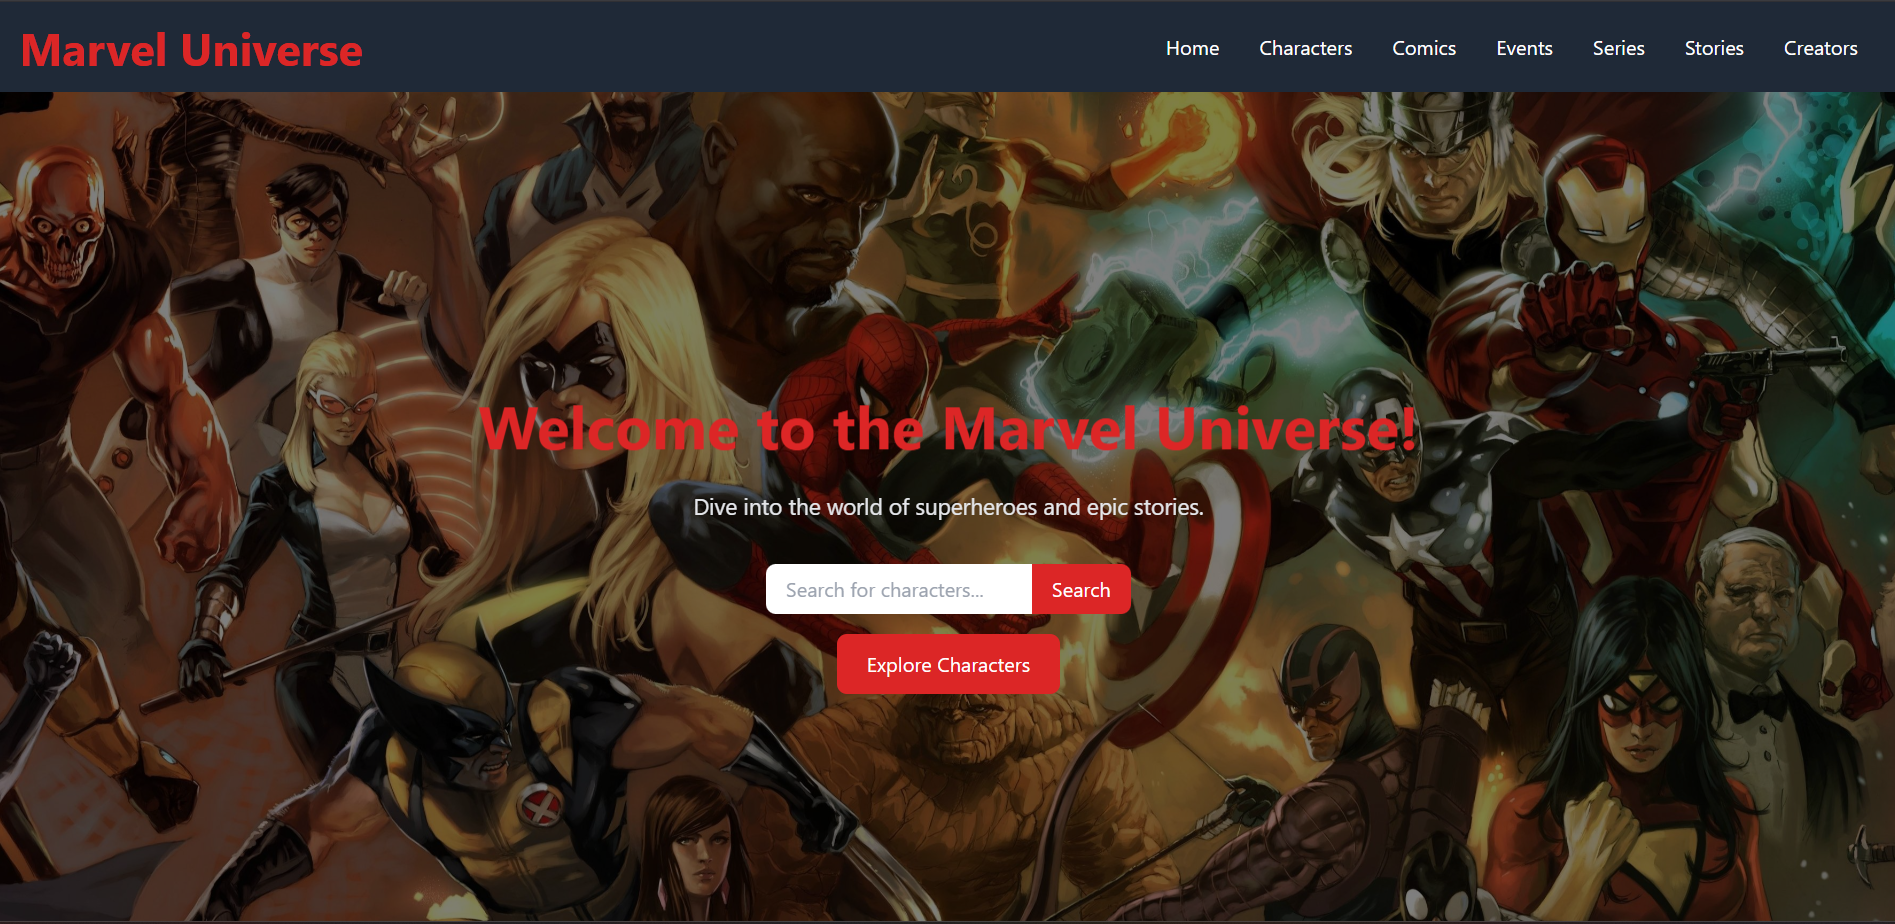 Marvel Universe
Home Characters Comics Events Series Stories Creators
Welcome to the Marvel Universe!
Dive into the world of superheroes and epic stories.
Search for characters... Search
Explore Characters